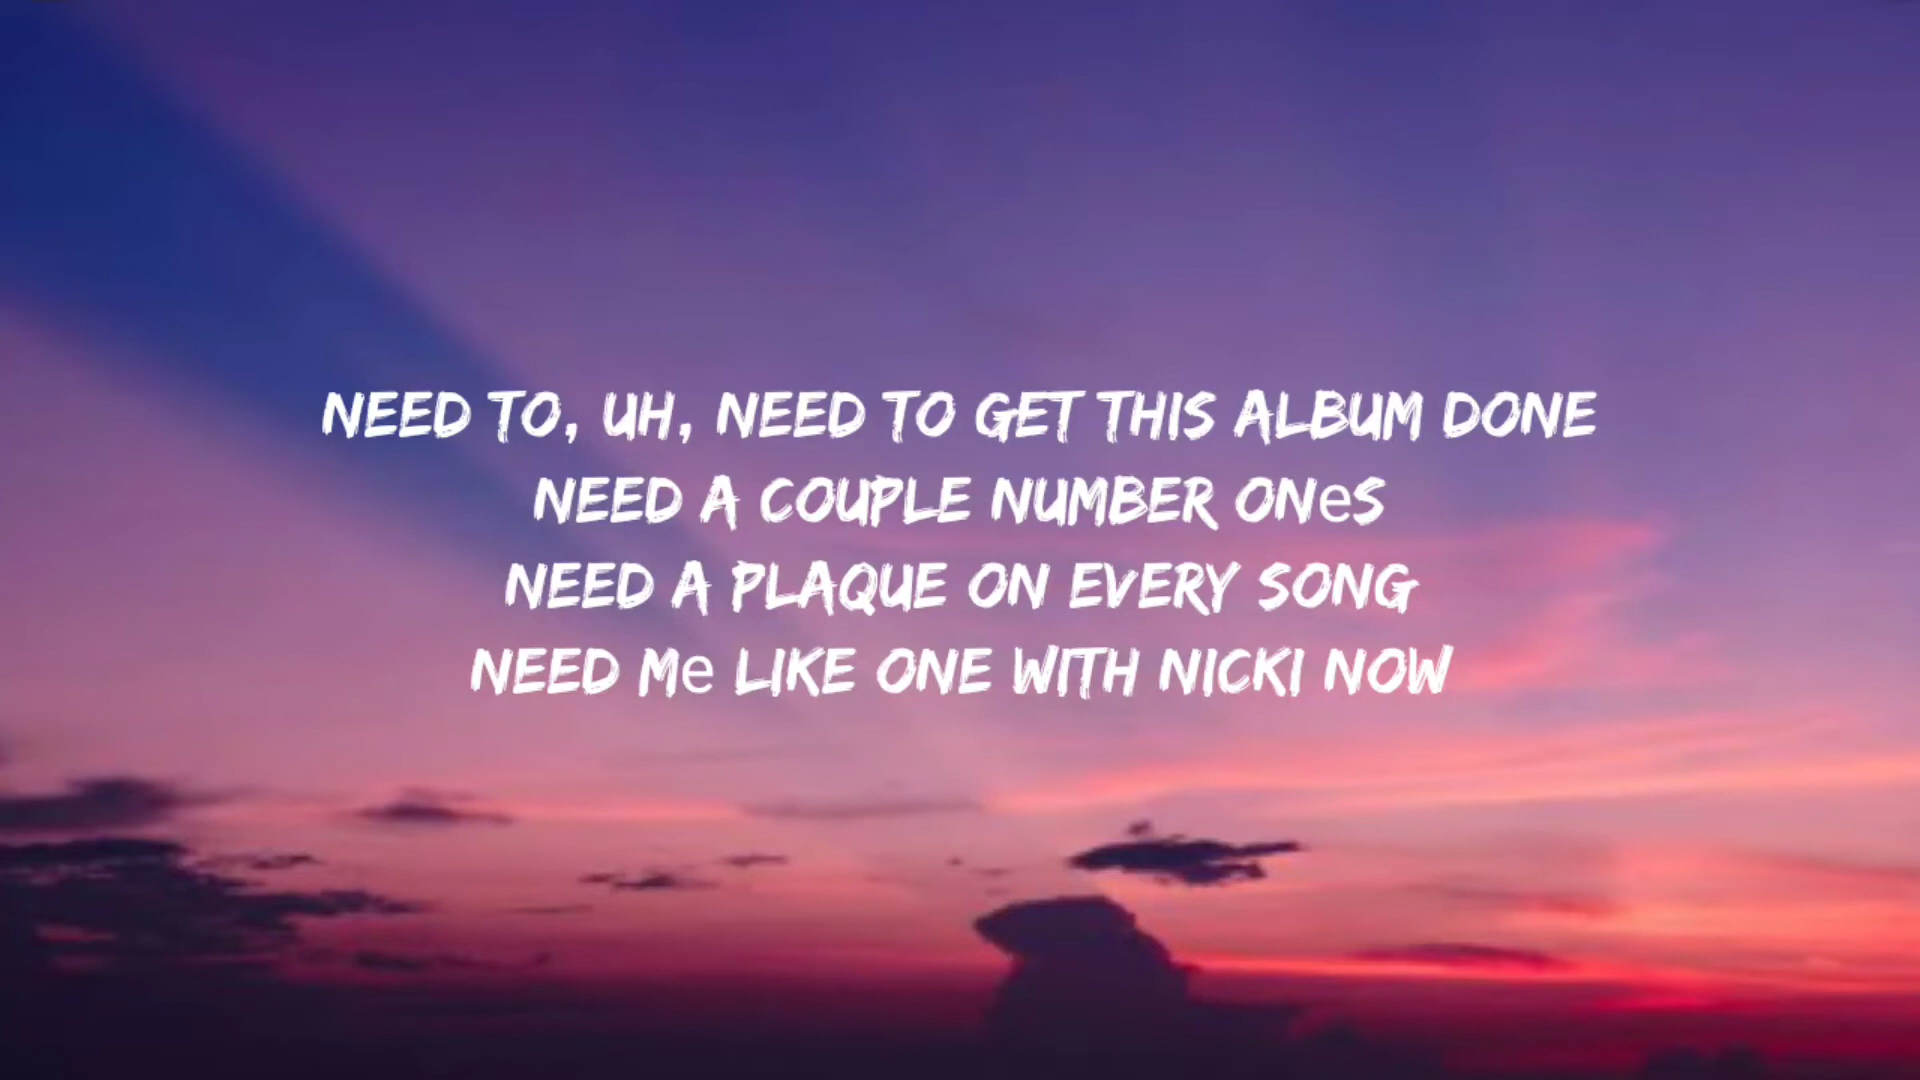 NEED TO, UH, NEED TO GET THIS ALBUM DONE
NEED A COUPLE NUMBER ONeS
NEED A PLAQUE ON EVERY SONG
NEED Me LIKE ONE WITH NICKI NOW